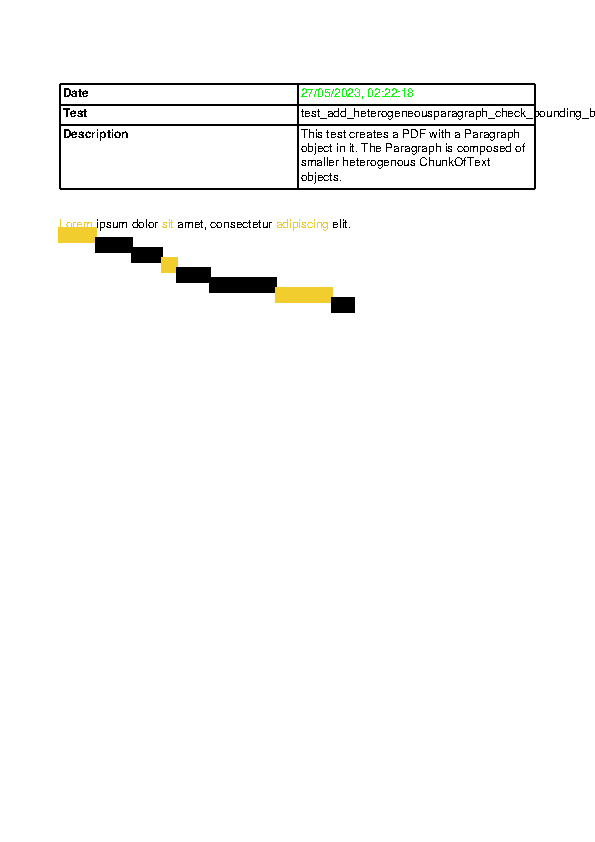 Date 27/05/2023, 02:22:18
Test test_add_heterogeneousparagraph_check_bounding_b
Description This test creates a PDF with a Paragraph
object in it. The Paragraph is composed of
smaller heterogenous ChunkOfText
objects.
Lorem ipsum dolor sit amet, consectetur adipiscing elit.